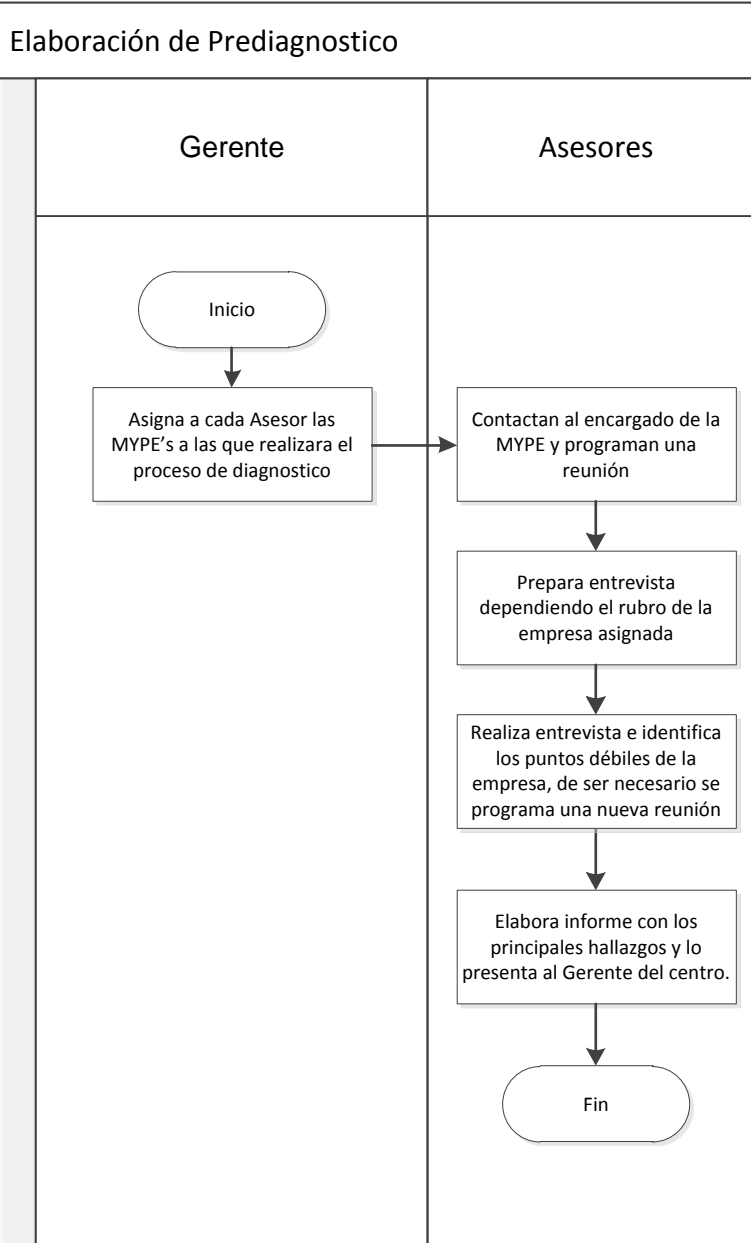 Elaboración de Prediagnostico
Gerente
Asesores
Inicio
Asigna a cada Asesor las
MYPE’s a las que realizara el
proceso de diagnostico
Contactan al encargado de la
MYPE y programan una
reunión
Prepara entrevista
dependiendo el rubro de la
empresa asignada
Realiza entrevista e identifica
los puntos débiles de la
empresa, de ser necesario se
programa una nueva reunión
Elabora informe con los
principales hallazgos y lo
presenta al Gerente del centro.
Fin